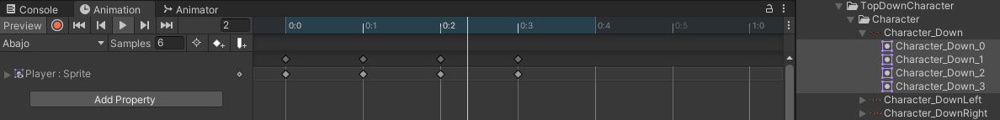 Console Animation Animator
Preview 2 0:0 0:1 0:2 0:3 0:4 0:5 1:0
Abajo Samples 6
Player : Sprite
Add Property
TopDownCharacter
Character
Character_Down
Character_Down_0
Character_Down_1
Character_Down_2
Character_Down_3
Character_DownLeft
Character_DownRight